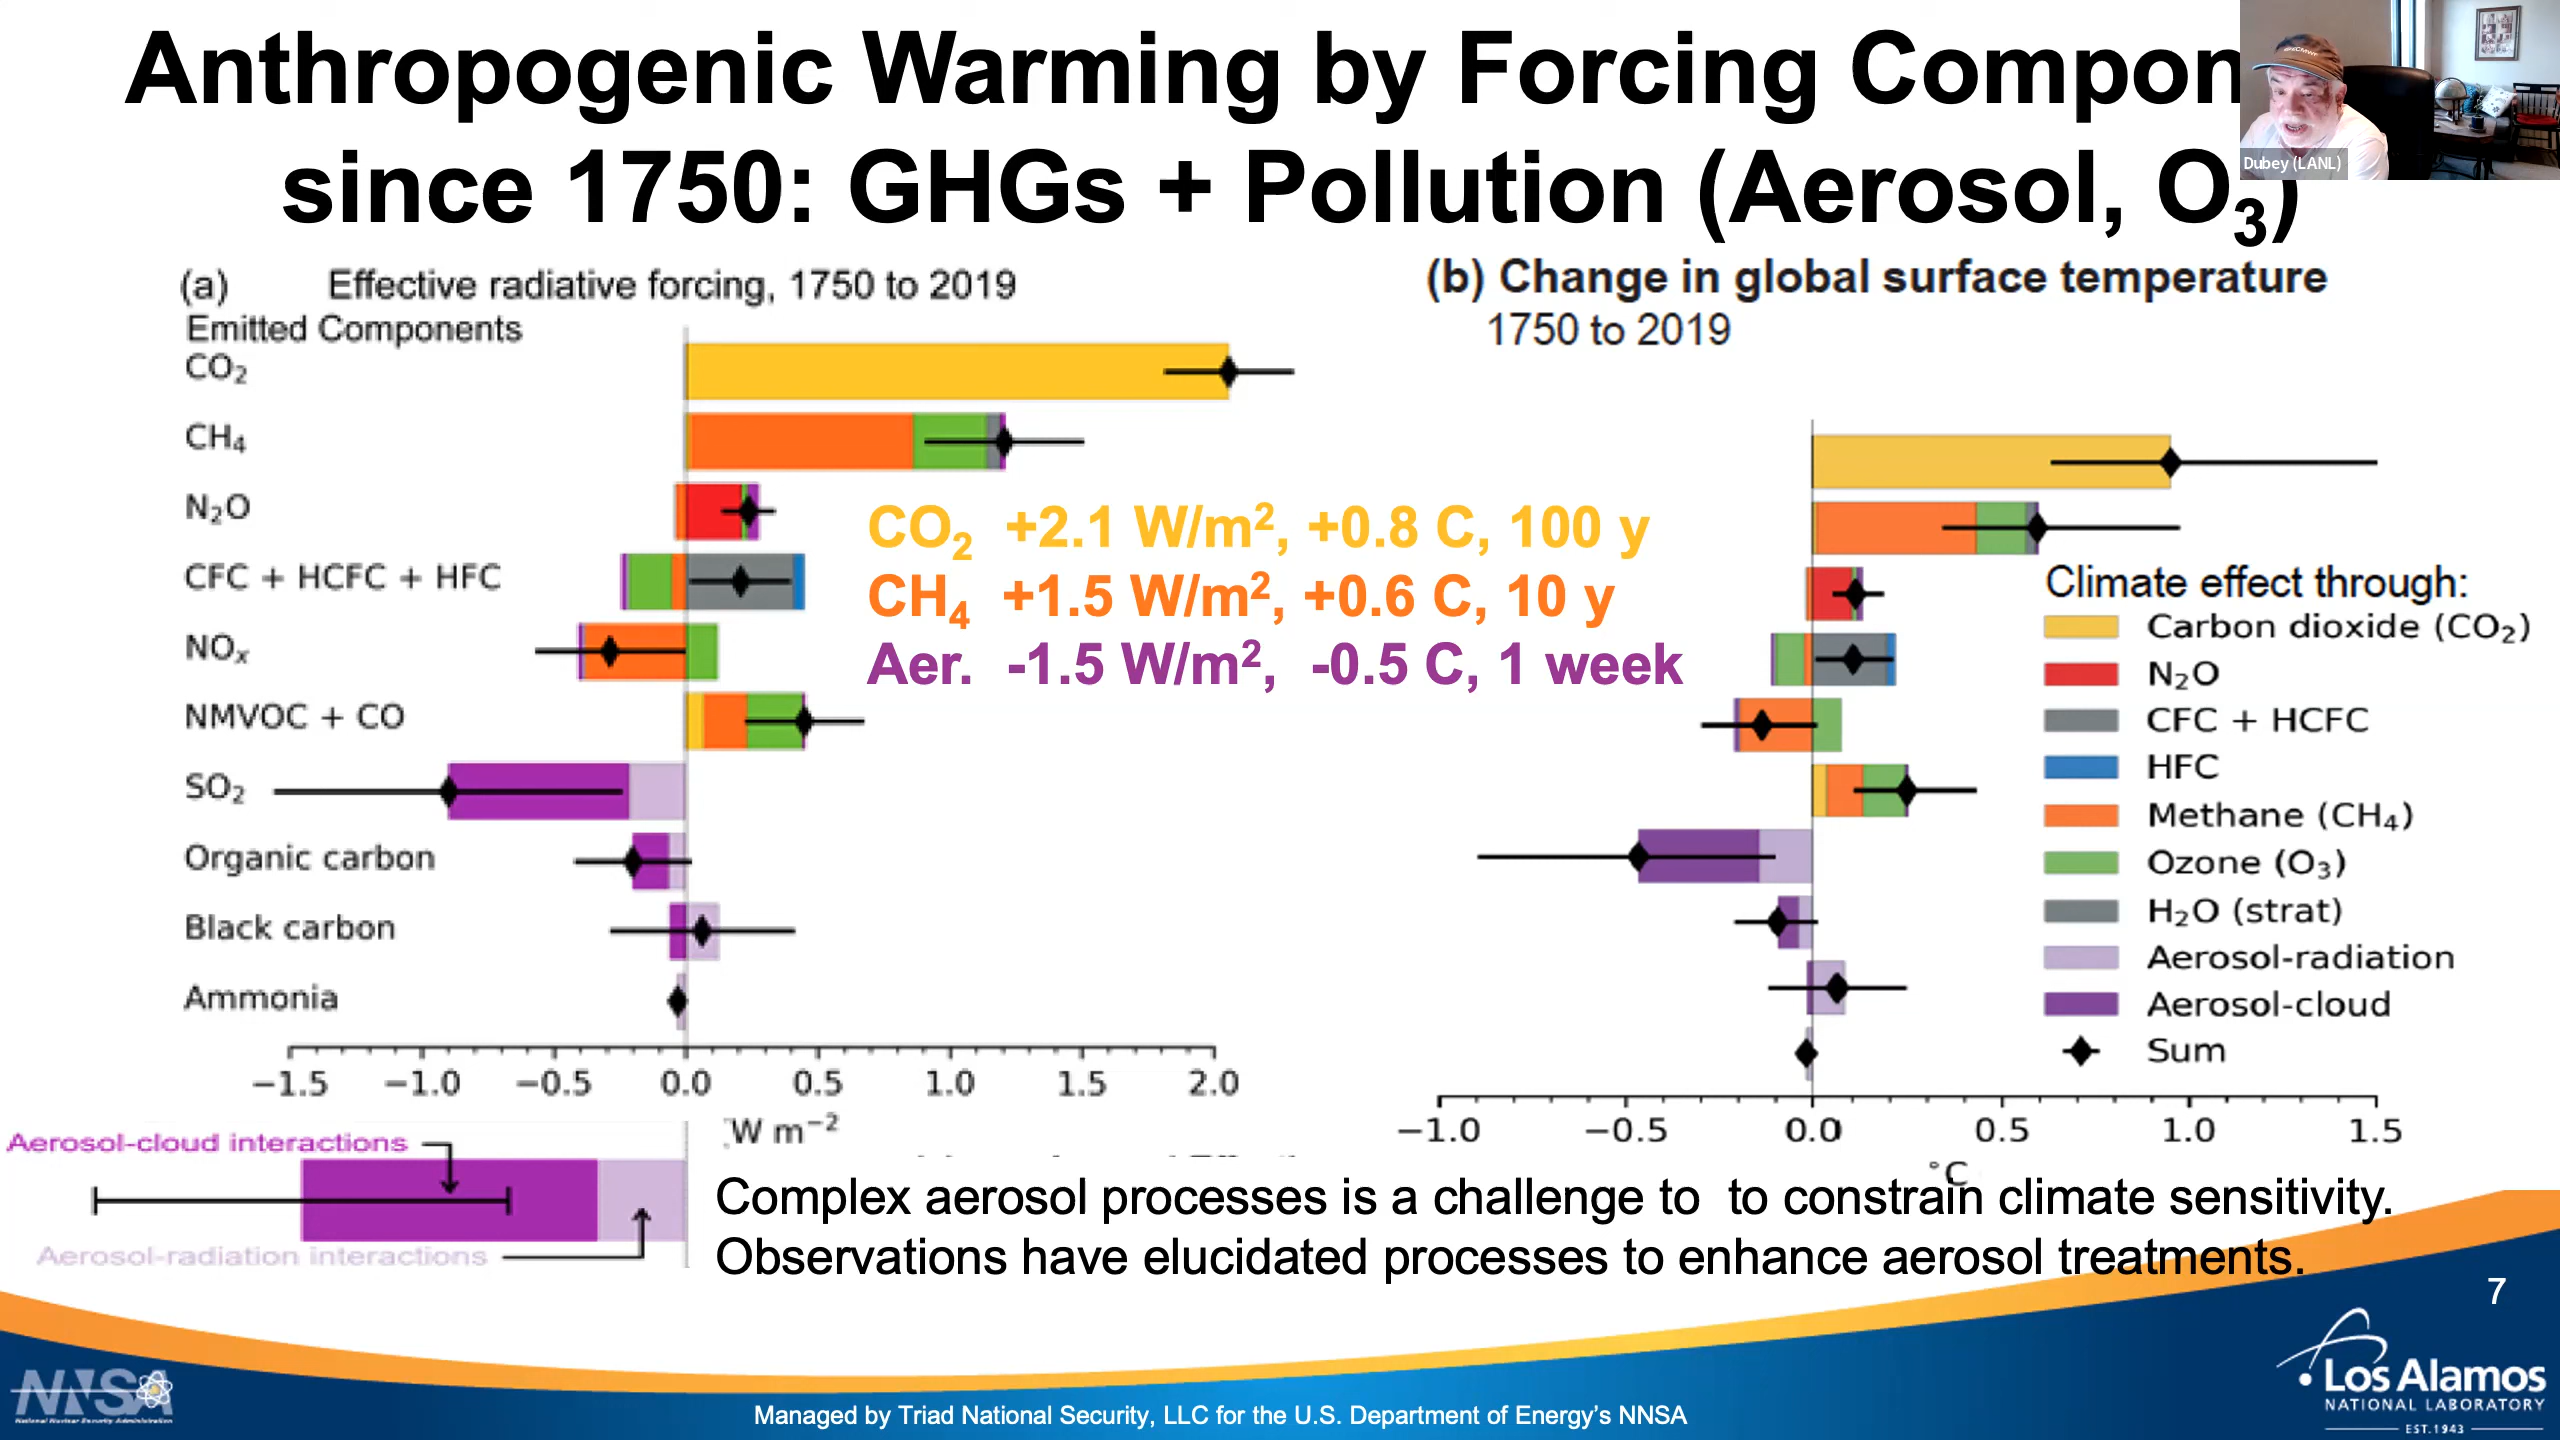 Anthropogenic Warming by Forcing Compon
since 1750: GHGs + Pollution (Aerosol, O₃)
Dubey (LANL)
(a) Effective radiative forcing, 1750 to 2019
Emitted Components
CO₂
CH₄
N₂O
CFC + HCFC + HFC
NOₓ
NMVOC + CO
SO₂
Organic carbon
Black carbon
Ammonia
−1.5 −1.0 −0.5 0.0 0.5 1.0 1.5 2.0
W m⁻²
Aerosol-cloud interactions
Aerosol-radiation interactions
CO₂ +2.1 W/m², +0.8 C, 100 y
CH₄ +1.5 W/m², +0.6 C, 10 y
Aer. -1.5 W/m², -0.5 C, 1 week
(b) Change in global surface temperature
1750 to 2019
Climate effect through:
Carbon dioxide (CO₂)
N₂O
CFC + HCFC
HFC
Methane (CH₄)
Ozone (O₃)
H₂O (strat)
Aerosol-radiation
Aerosol-cloud
Sum
−1.0 −0.5 0.0 0.5 1.0 1.5
°C
Complex aerosol processes is a challenge to to constrain climate sensitivity.
Observations have elucidated processes to enhance aerosol treatments.
7
NNSA
National Nuclear Security Administration
Managed by Triad National Security, LLC for the U.S. Department of Energy’s NNSA
Los Alamos
NATIONAL LABORATORY
EST.1943